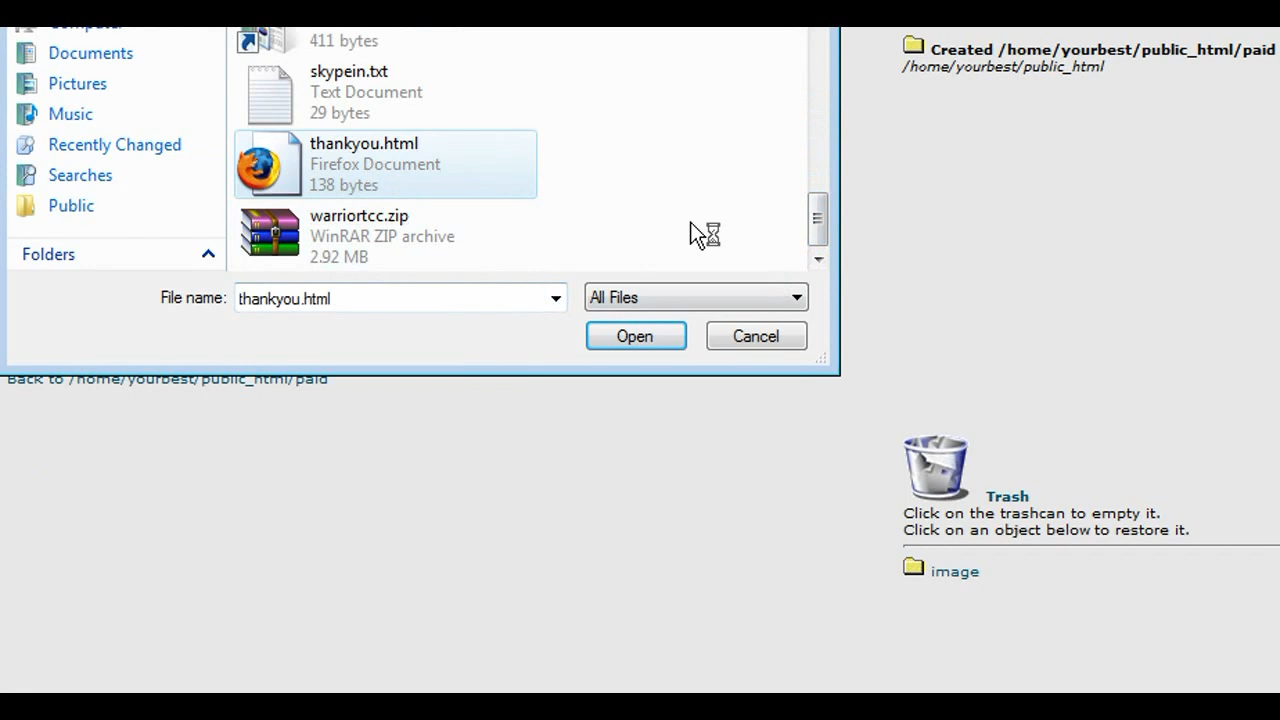 Computer
Documents
Pictures
Music
Recently Changed
Searches
Public
Folders
411 bytes
skypein.txt
Text Document
29 bytes
thankyou.html
Firefox Document
138 bytes
warriortcc.zip
WinRAR ZIP archive
2.92 MB
File name: thankyou.html
All Files
Open Cancel
Back to /home/yourbest/public_html/paid
Created /home/yourbest/public_html/paid
/home/yourbest/public_html
Trash
Click on the trashcan to empty it.
Click on an object below to restore it.
image